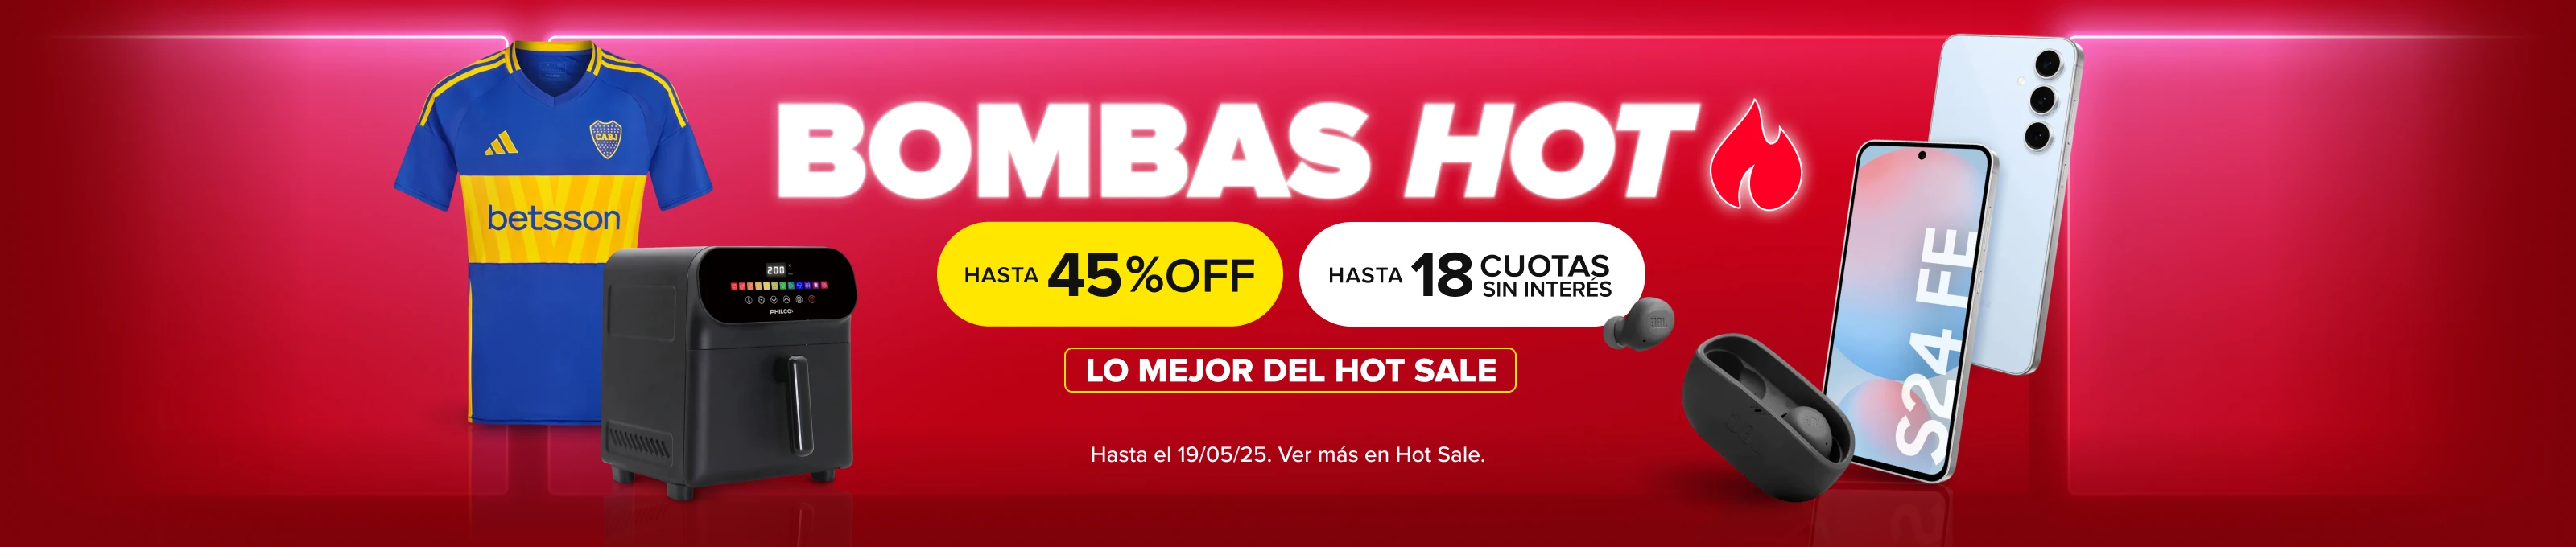 BOMBAS HOT
HASTA 45%OFF
HASTA 18 CUOTAS
SIN INTERÉS
LO MEJOR DEL HOT SALE
Hasta el 19/05/25. Ver más en Hot Sale.
CABJ
betsson
200
PHILCO
JBL
S24 FE